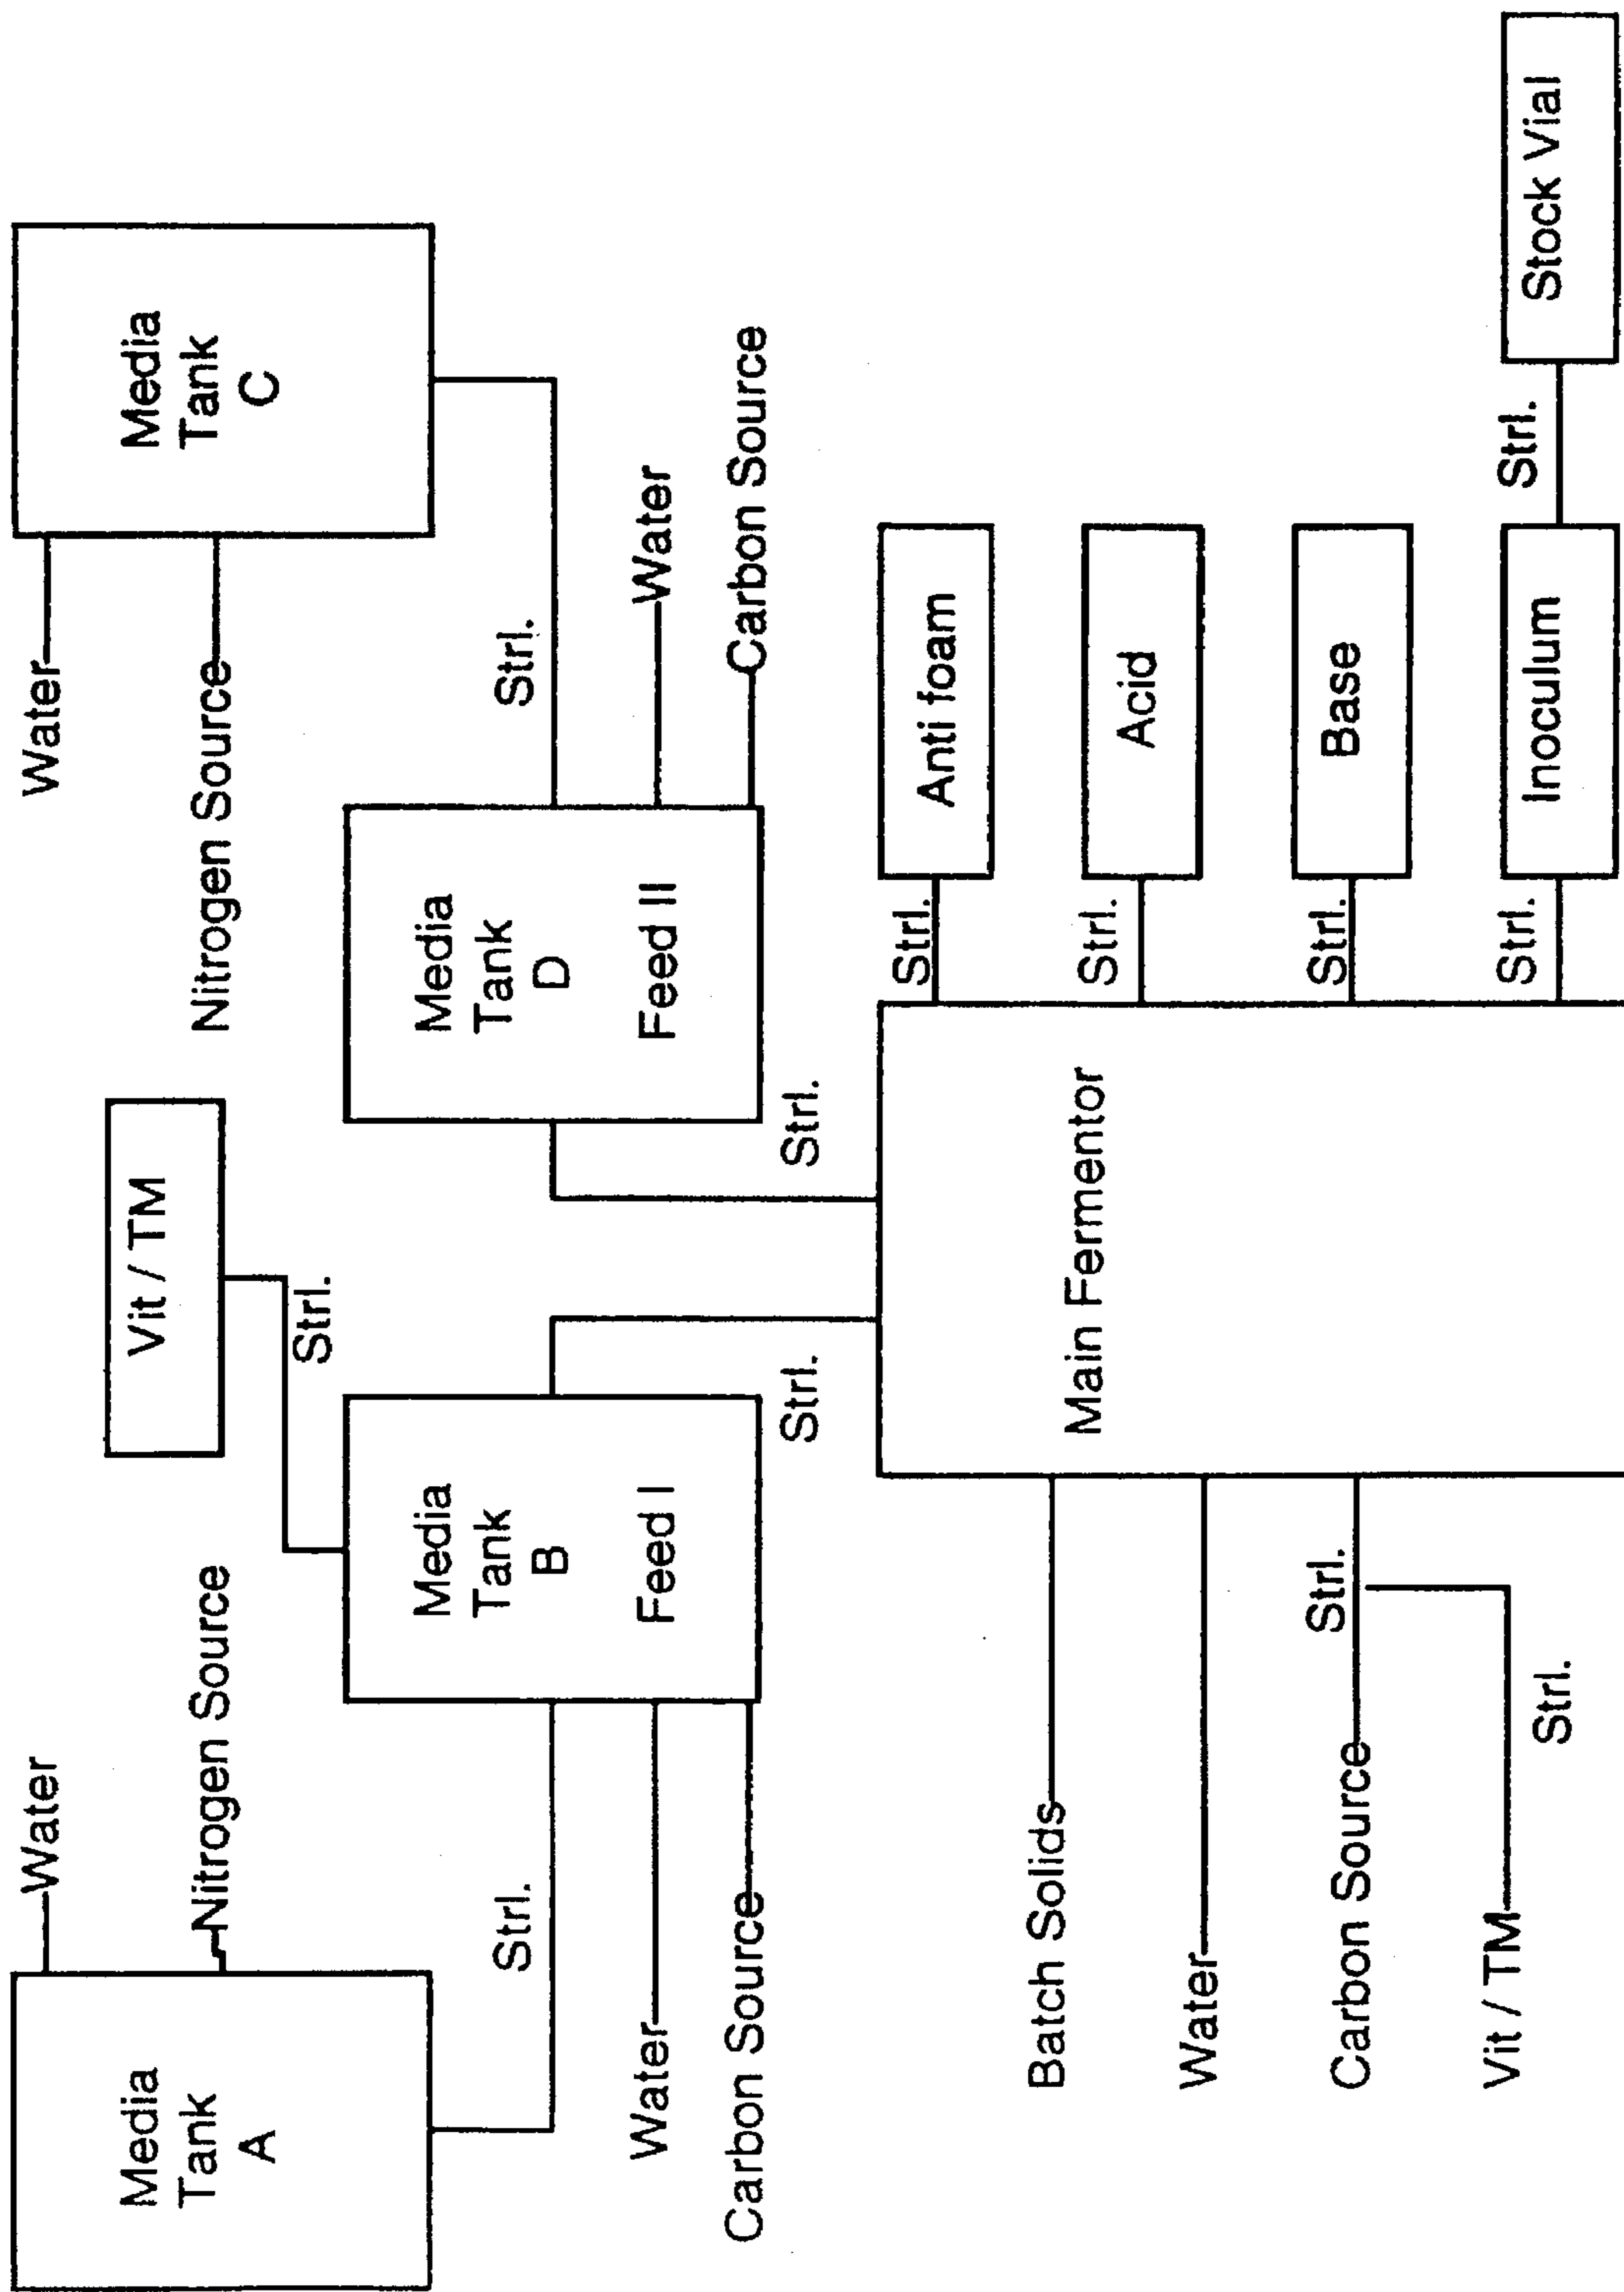 Water
Water
Media
Tank
A
Nitrogen Source
Vit / TM
Nitrogen Source
Media
Tank
C
Strl.
Strl.
Strl.
Media
Tank
B
Feed I
Media
Tank
D
Feed II
Water
Water
Carbon Source
Carbon Source
Strl.
Strl.
Strl.
Anti foam
Batch Solids
Main Fermentor
Strl.
Acid
Water
Strl.
Base
Carbon Source
Strl.
Strl.
Inoculum
Strl.
Stock Vial
Vit / TM
Strl.